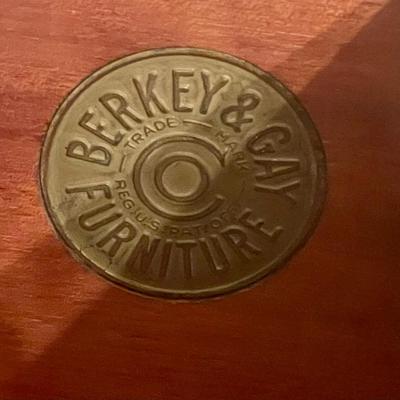 BERKEY & GAY
FURNITURE
TRADE MARK
REG. U.S. PAT. OFF.